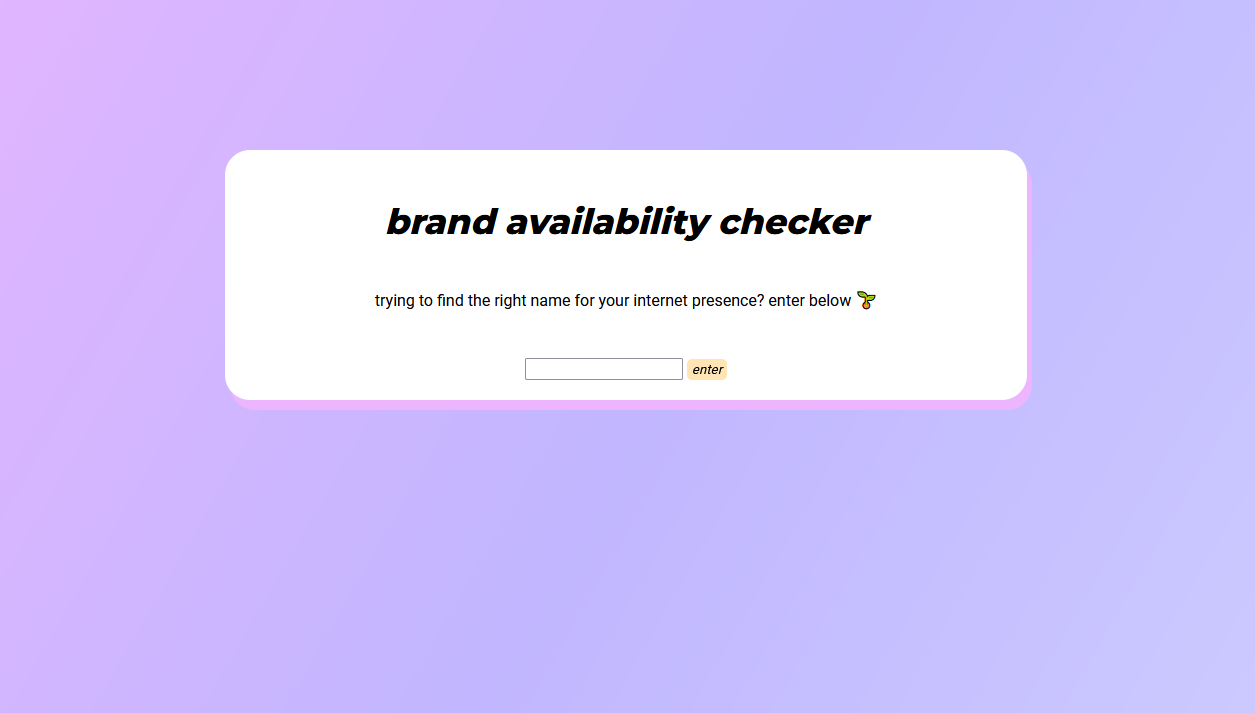 brand availability checker
trying to find the right name for your internet presence? enter below 🌱
enter